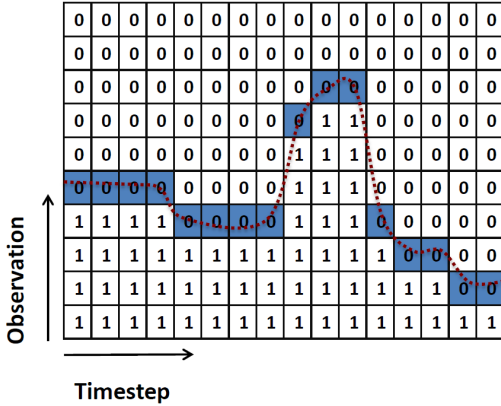 0 0 0 0 0 0 0 0 0 0 0 0 0 0 0 0
0 0 0 0 0 0 0 0 0 0 0 0 0 0 0 0
0 0 0 0 0 0 0 0 0 0 0 0 0 0 0 0
0 0 0 0 0 0 0 0 0 1 1 0 0 0 0 0
0 0 0 0 0 0 0 0 1 1 1 0 0 0 0 0
0 0 0 0 0 0 0 0 1 1 1 0 0 0 0 0
1 1 1 1 0 0 0 0 1 1 1 0 0 0 0 0
1 1 1 1 1 1 1 1 1 1 1 1 0 0 0 0
1 1 1 1 1 1 1 1 1 1 1 1 1 1 0 0
1 1 1 1 1 1 1 1 1 1 1 1 1 1 1 1
Observation
Timestep